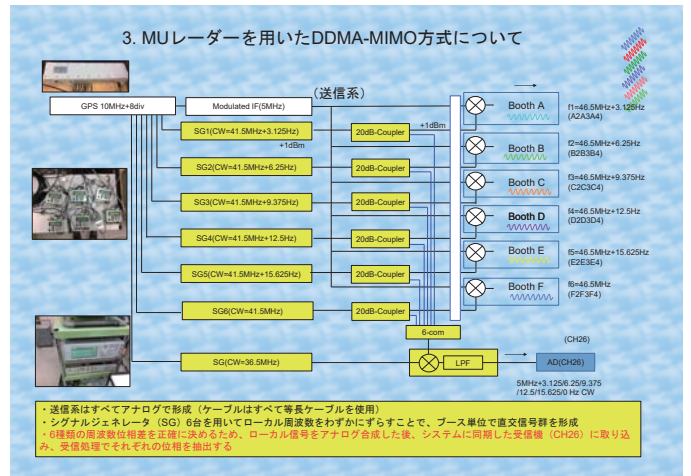 3. MUレーダーを用いたDDMA-MIMO方式について
(送信系)
GPS 10MHz+8div
Modulated IF(5MHz)
SG1(CW=41.5MHz+3.125Hz)
+1dBm
SG2(CW=41.5MHz+6.25Hz)
SG3(CW=41.5MHz+9.375Hz)
SG4(CW=41.5MHz+12.5Hz)
SG5(CW=41.5MHz+15.625Hz)
SG6(CW=41.5MHz)
SG(CW=36.5MHz)
20dB-Coupler
20dB-Coupler
20dB-Coupler
20dB-Coupler
20dB-Coupler
20dB-Coupler
+1dBm
6-com
LPF
Booth A
f1=46.5MHz+3.125Hz
(A2A3A4)
Booth B
f2=46.5MHz+6.25Hz
(B2B3B4)
Booth C
f3=46.5MHz+9.375Hz
(C2C3C4)
Booth D
f4=46.5MHz+12.5Hz
(D2D3D4)
Booth E
f5=46.5MHz+15.625Hz
(E2E3E4)
Booth F
f6=46.5MHz
(F2F3F4)
(CH26)
AD(CH26)
5MHz+3.125/6.25/9.375
/12.5/15.625/0 Hz CW
・送信系はすべてアナログで形成（ケーブルはすべて等長ケーブルを使用）
・シグナルジェネレータ（SG）6台を用いてローカル周波数をわずかにずらすことで、ブース単位で直交信号群を形成
・6種類の周波数位相差を正確に決めるため、ローカル信号をアナログ合成した後、システムに同期した受信機（CH26）に取り込
み、受信処理でそれぞれの位相を抽出する